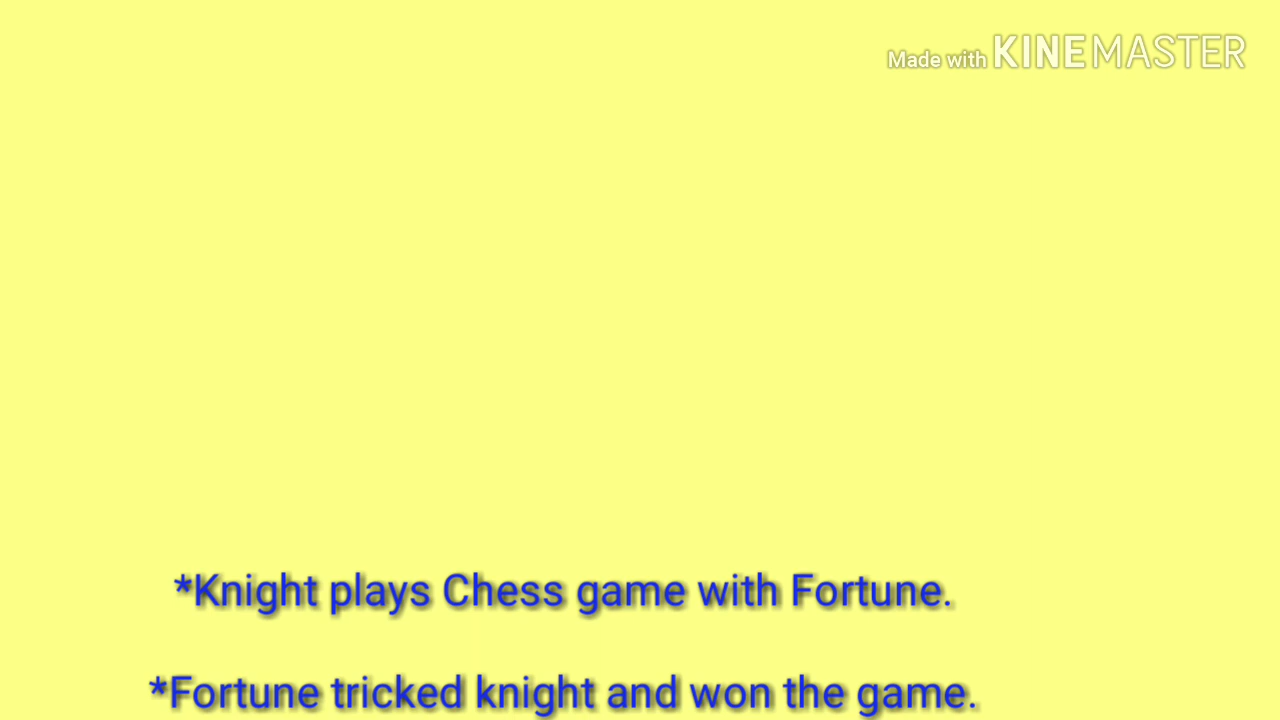 Made with KINEMASTER
*Knight plays Chess game with Fortune.
*Fortune tricked knight and won the game.